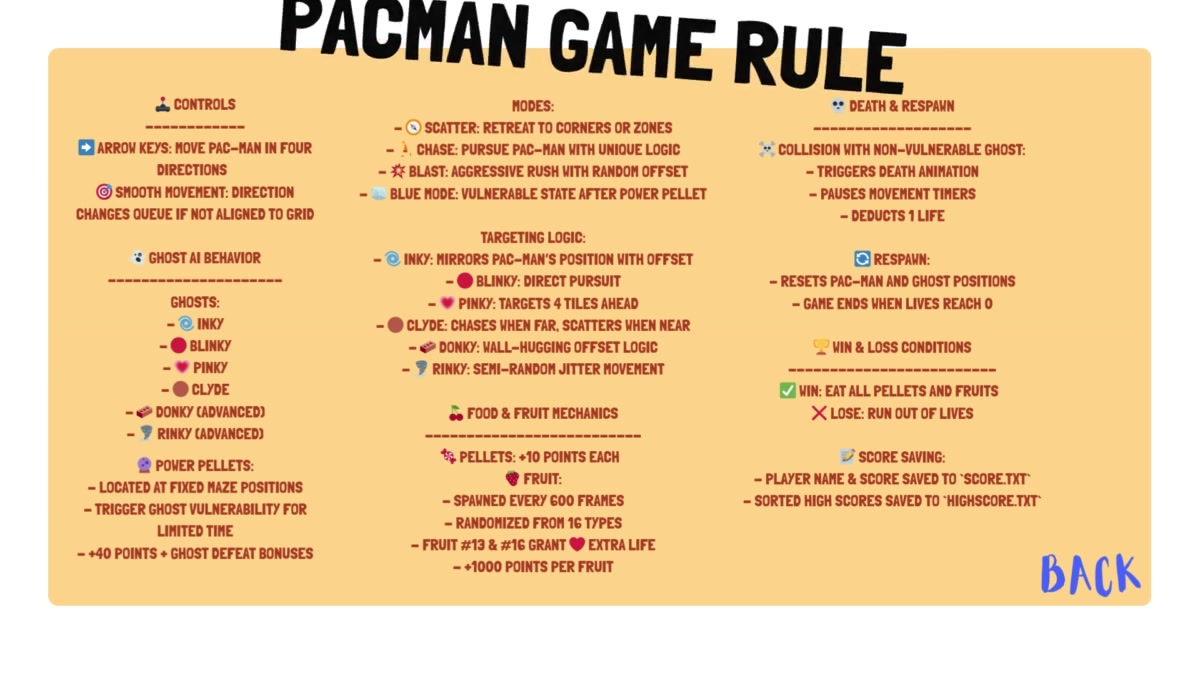 PACMAN GAME RULE
🕹️ CONTROLS
------------
➡️ ARROW KEYS: MOVE PAC-MAN IN FOUR
DIRECTIONS
🎯 SMOOTH MOVEMENT: DIRECTION
CHANGES QUEUE IF NOT ALIGNED TO GRID
👻 GHOST AI BEHAVIOR
---------------------
GHOSTS:
- 🌀 INKY
- 🔴 BLINKY
- 💗 PINKY
- 🟤 CLYDE
- 🧱 DONKY (ADVANCED)
- 🌪️ RINKY (ADVANCED)
🔮 POWER PELLETS:
- LOCATED AT FIXED MAZE POSITIONS
- TRIGGER GHOST VULNERABILITY FOR
LIMITED TIME
- +40 POINTS + GHOST DEFEAT BONUSES
MODES:
- 🧭 SCATTER: RETREAT TO CORNERS OR ZONES
- 🏃 CHASE: PURSUE PAC-MAN WITH UNIQUE LOGIC
- 💥 BLAST: AGGRESSIVE RUSH WITH RANDOM OFFSET
- 🧊 BLUE MODE: VULNERABLE STATE AFTER POWER PELLET
TARGETING LOGIC:
- 🌀 INKY: MIRRORS PAC-MAN'S POSITION WITH OFFSET
- 🔴 BLINKY: DIRECT PURSUIT
- 💗 PINKY: TARGETS 4 TILES AHEAD
- 🟤 CLYDE: CHASES WHEN FAR, SCATTERS WHEN NEAR
- 🧱 DONKY: WALL-HUGGING OFFSET LOGIC
- 🌪️ RINKY: SEMI-RANDOM JITTER MOVEMENT
🍒 FOOD & FRUIT MECHANICS
--------------------------
🍬 PELLETS: +10 POINTS EACH
🍓 FRUIT:
- SPAWNED EVERY 600 FRAMES
- RANDOMIZED FROM 16 TYPES
- FRUIT #13 & #16 GRANT ❤️ EXTRA LIFE
- +1000 POINTS PER FRUIT
💀 DEATH & RESPAWN
-------------------
☠️ COLLISION WITH NON-VULNERABLE GHOST:
- TRIGGERS DEATH ANIMATION
- PAUSES MOVEMENT TIMERS
- DEDUCTS 1 LIFE
🔄 RESPAWN:
- RESETS PAC-MAN AND GHOST POSITIONS
- GAME ENDS WHEN LIVES REACH 0
🏆 WIN & LOSS CONDITIONS
-------------------------
✅ WIN: EAT ALL PELLETS AND FRUITS
❌ LOSE: RUN OUT OF LIVES
📝 SCORE SAVING:
- PLAYER NAME & SCORE SAVED TO `SCORE.TXT`
- SORTED HIGH SCORES SAVED TO `HIGHSCORE.TXT`
BACK